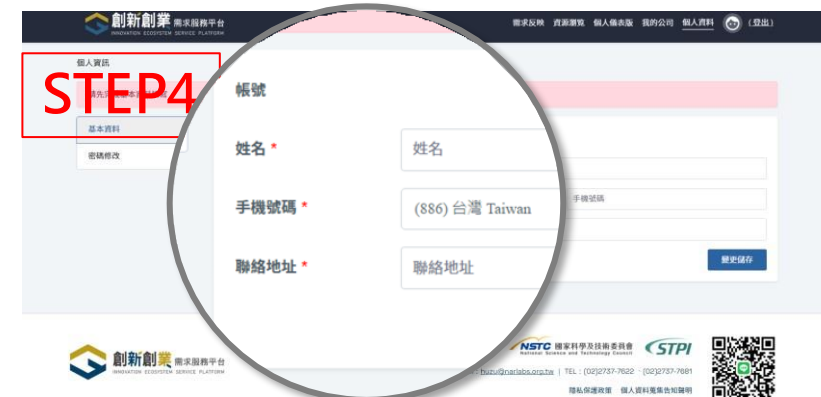 創新創業 需求服務平台
INNOVATION ECOSYSTEM SERVICE PLATFORM
需求反映 資源瀏覽 個人儀表版 我的公司 個人資料 (登出)
個人資訊
STEP4
基本資料
密碼修改
帳號
姓名 *
姓名
手機號碼 *
(886) 台灣 Taiwan
手機號碼
聯絡地址 *
聯絡地址
變更儲存
創新創業 需求服務平台
INNOVATION ECOSYSTEM SERVICE PLATFORM
NSTC 國家科學及技術委員會
National Science and Technology Council
STPI
huzu@narlabs.org.tw | TEL : (02)2737-7622 (02)2737-7681
隱私保護政策 個人資料蒐集告知聲明